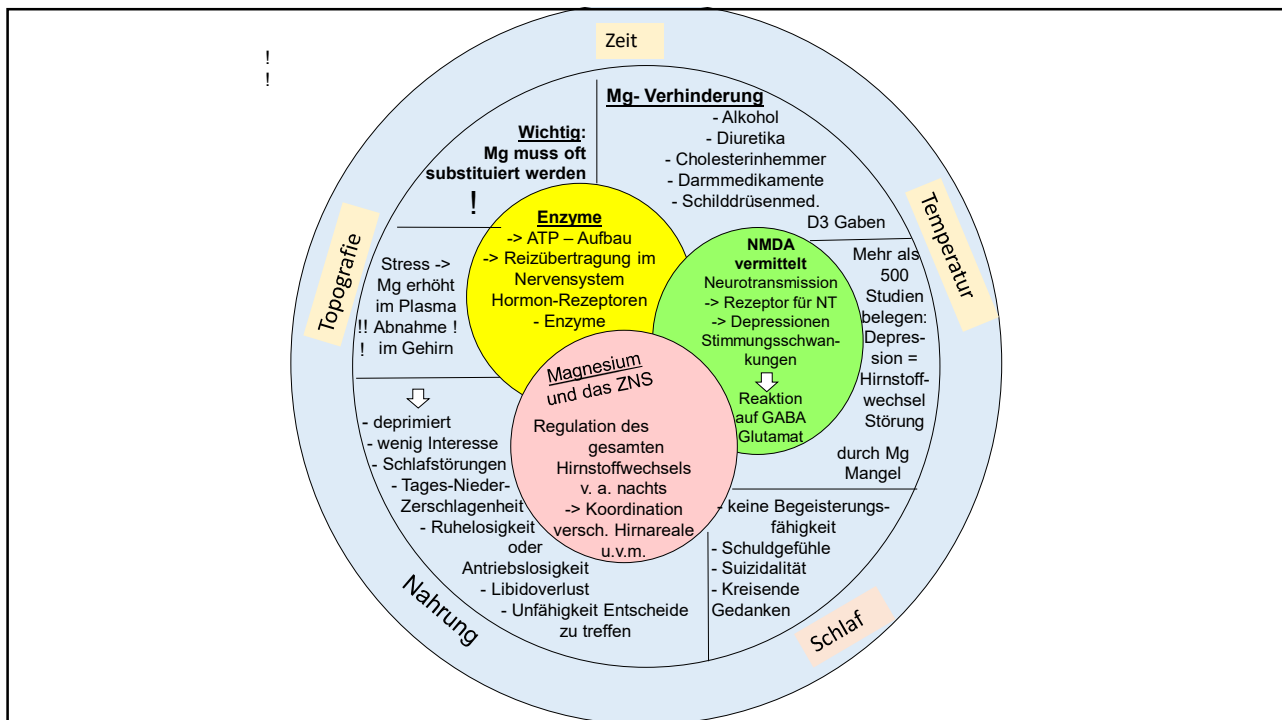 Zeit
!
!
Mg- Verhinderung
- Alkohol
- Diuretika
- Cholesterinhemmer
- Darmmedikamente
- Schilddrüsenmed.
D3 Gaben
Wichtig:
Mg muss oft
substituiert werden
!
Enzyme
-> ATP – Aufbau
-> Reizübertragung im
Nervensystem
Hormon-Rezeptoren
- Enzyme
NMDA
vermittelt
Neurotransmission
-> Rezeptor für NT
-> Depressionen
Stimmungsschwan-
kungen
Reaktion
auf GABA
Glutamat
Temperatur
Mehr als
500
Studien
belegen:
Depres-
sion =
Hirnstoff-
wechsel
Störung
durch Mg
Mangel
Topografie
Stress ->
Mg erhöht
im Plasma
!! Abnahme !
! im Gehirn
Magnesium
und das ZNS
Regulation des
gesamten
Hirnstoffwechsels
v. a. nachts
-> Koordination
versch. Hirnareale
u.v.m.
- deprimiert
- wenig Interesse
- Schlafstörungen
- Tages-Nieder-
Zerschlagenheit
- Ruhelosigkeit
oder
Antriebslosigkeit
- Libidoverlust
- Unfähigkeit Entscheide
zu treffen
- keine Begeisterungs-
fähigkeit
- Schuldgefühle
- Suizidalität
- Kreisende
Gedanken
Nahrung
Schlaf